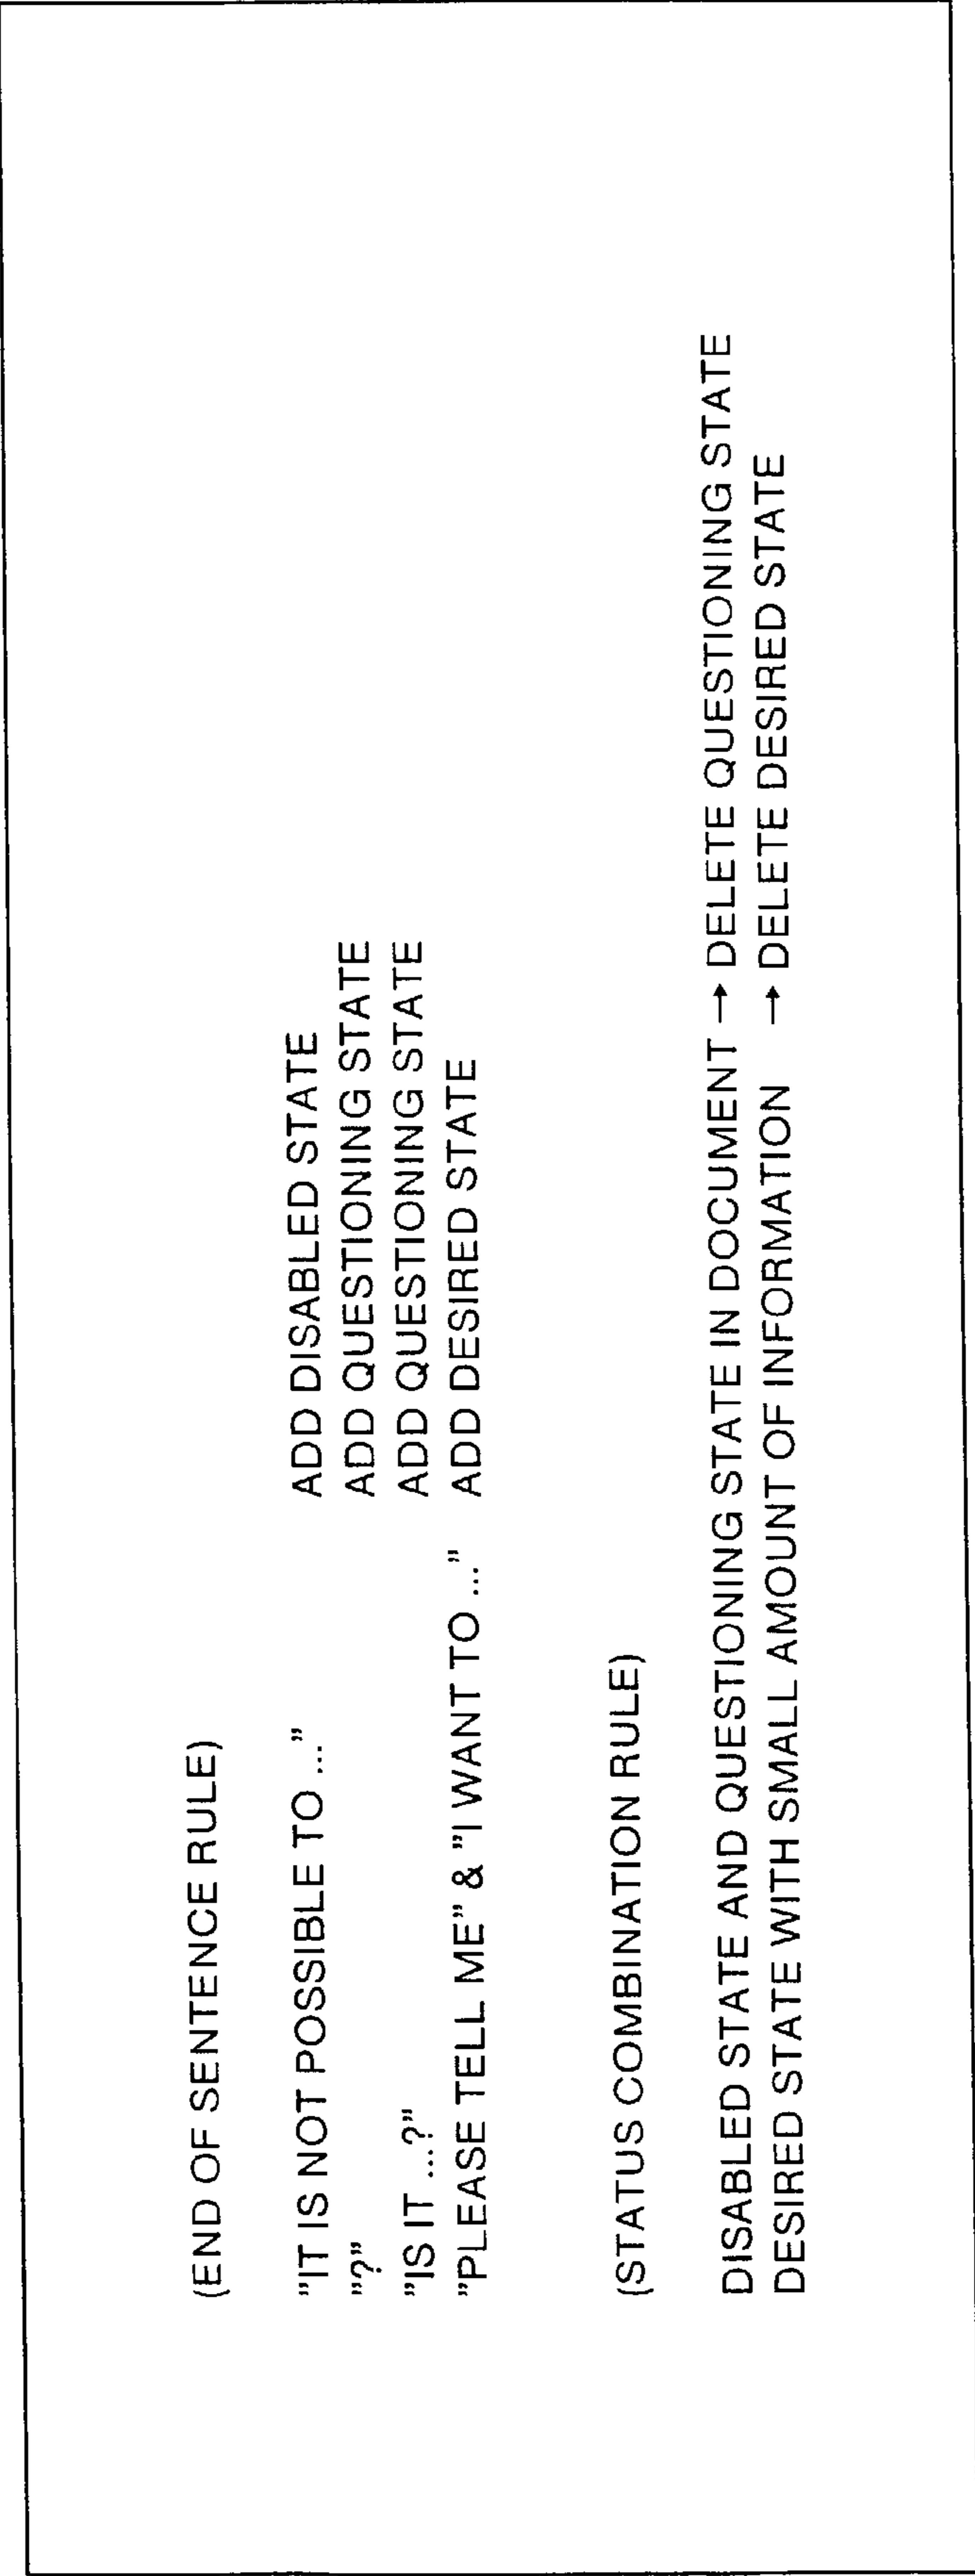 (END OF SENTENCE RULE)
"IT IS NOT POSSIBLE TO ..." ADD DISABLED STATE
"?" ADD QUESTIONING STATE
"IS IT ...?" ADD QUESTIONING STATE
"PLEASE TELL ME" & "I WANT TO ..." ADD DESIRED STATE
(STATUS COMBINATION RULE)
DISABLED STATE AND QUESTIONING STATE IN DOCUMENT → DELETE QUESTIONING STATE
DESIRED STATE WITH SMALL AMOUNT OF INFORMATION → DELETE DESIRED STATE